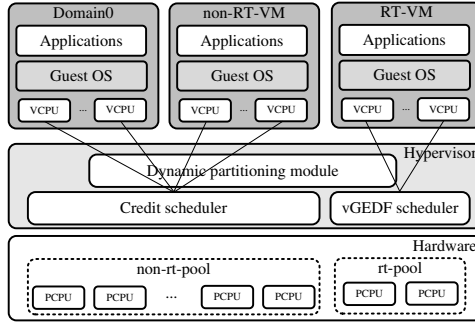 Domain0 non-RT-VM RT-VM
Applications Applications Applications
Guest OS Guest OS Guest OS
VCPU ... VCPU VCPU ... VCPU VCPU ... VCPU
Hypervisor
Dynamic partitioning module
Credit scheduler vGEDF scheduler
Hardware
non-rt-pool rt-pool
PCPU PCPU ... PCPU PCPU PCPU PCPU